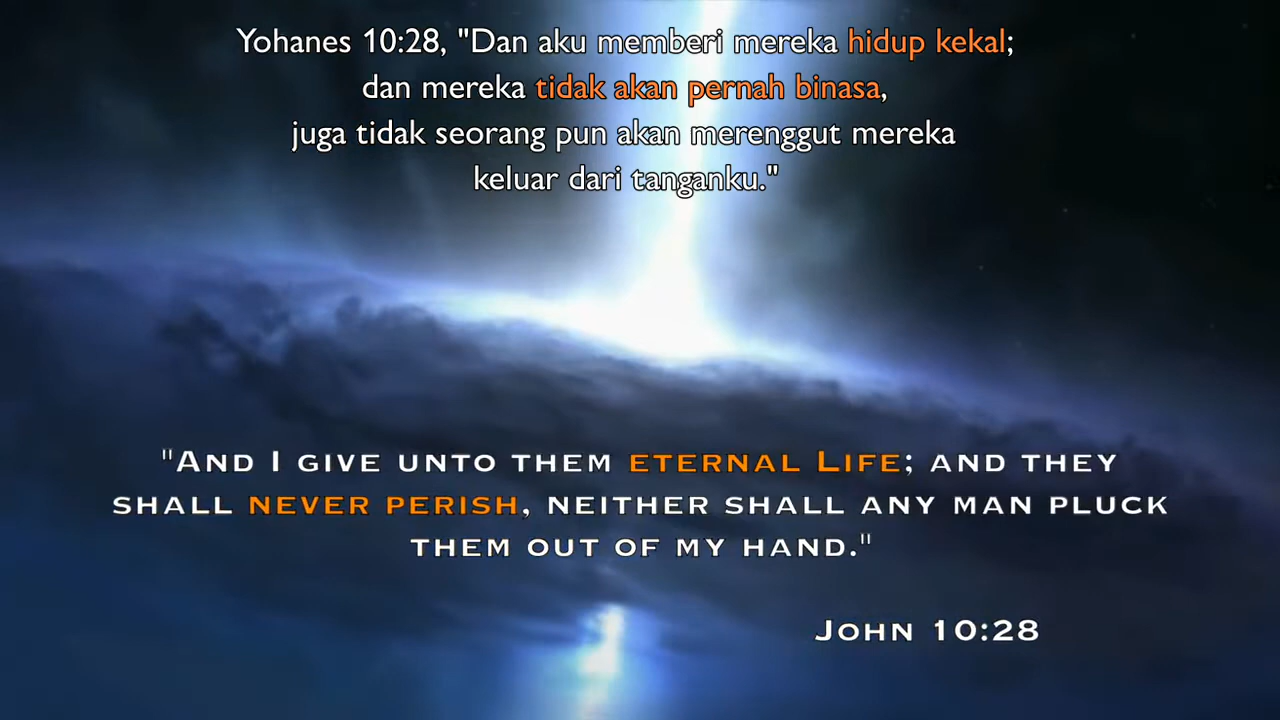 Yohanes 10:28, "Dan aku memberi mereka hidup kekal;
dan mereka tidak akan pernah binasa,
juga tidak seorang pun akan merenggut mereka
keluar dari tanganku."
"And I give unto them eternal Life; and they
shall never perish, neither shall any man pluck
them out of my hand."
John 10:28